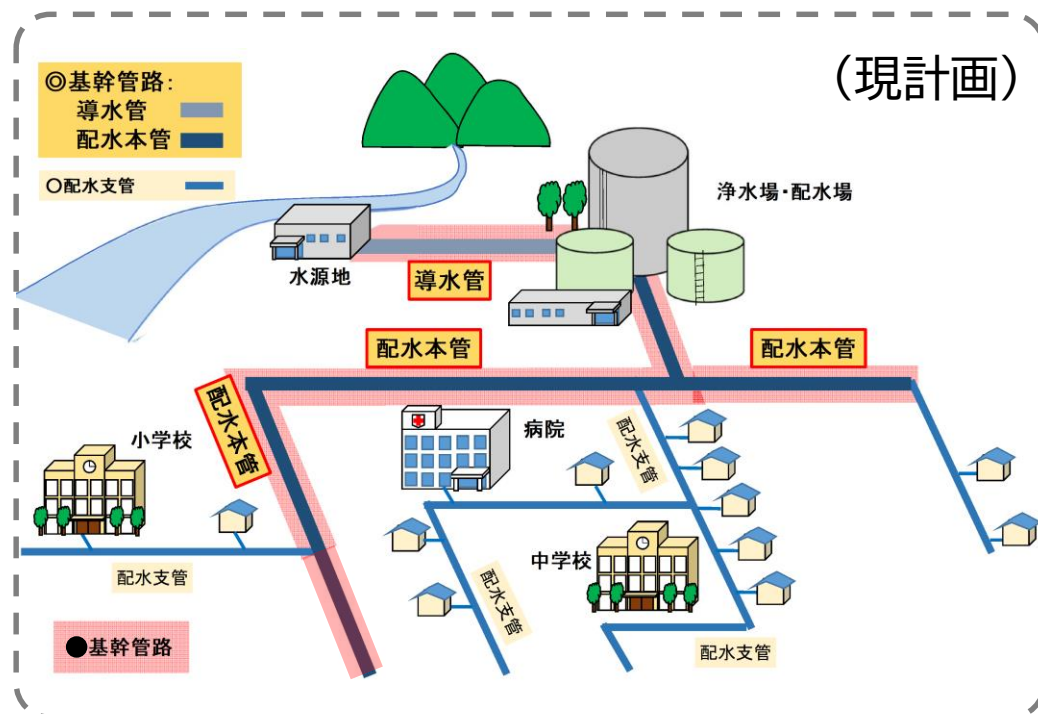 (現計画)
◎基幹管路:
導水管
配水本管
〇配水支管
浄水場・配水場
水源地
導水管
配水本管
配水本管
配水本管
小学校
病院
配水支管
中学校
配水支管
配水支管
配水支管
●基幹管路